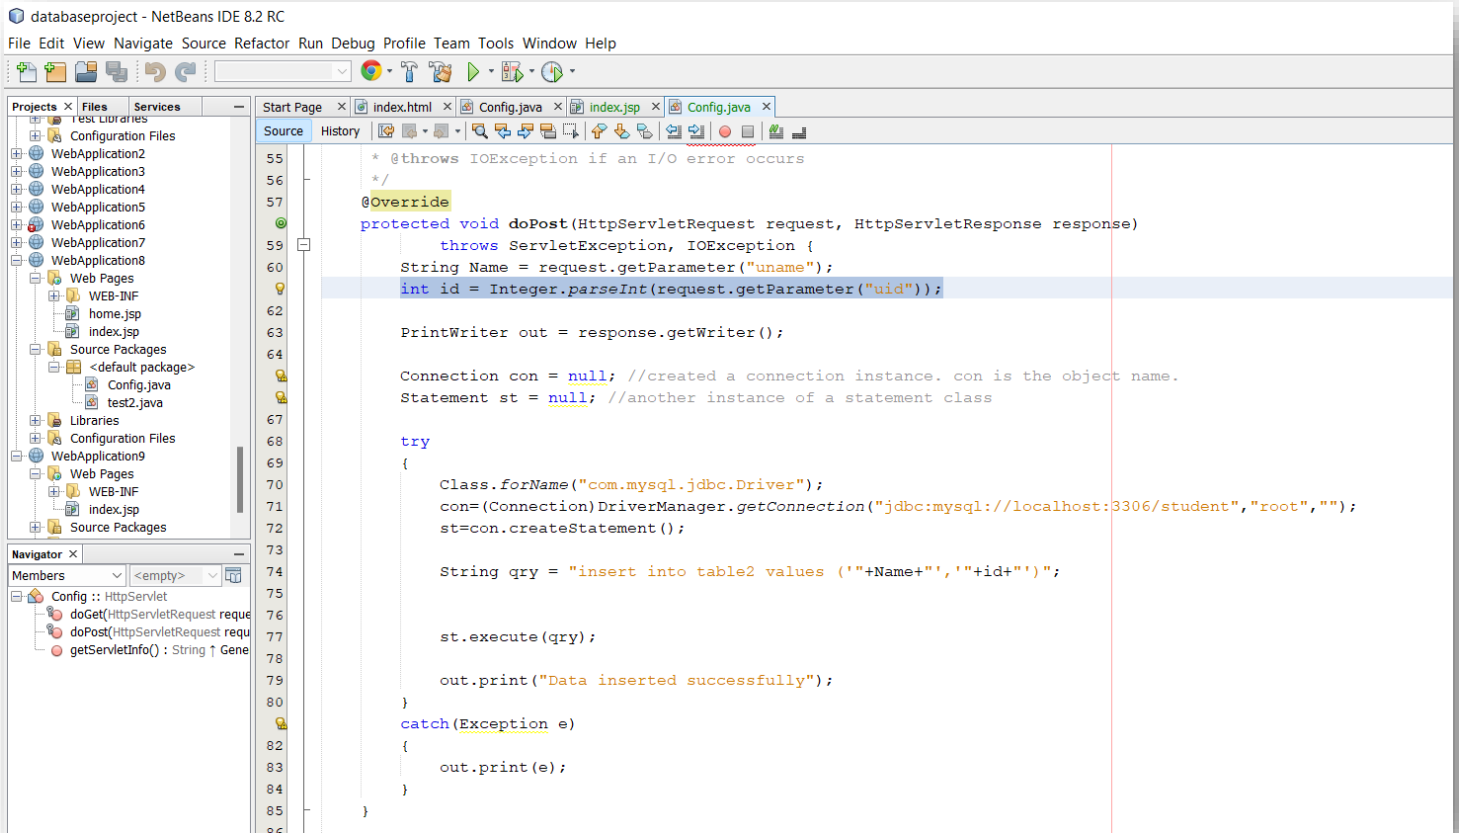 databaseproject - NetBeans IDE 8.2 RC
File Edit View Navigate Source Refactor Run Debug Profile Team Tools Window Help
Projects Files Services
Test Libraries
Configuration Files
WebApplication2
WebApplication3
WebApplication4
WebApplication5
WebApplication6
WebApplication7
WebApplication8
Web Pages
WEB-INF
home.jsp
index.jsp
Source Packages
<default package>
Config.java
test2.java
Libraries
Configuration Files
WebApplication9
Web Pages
WEB-INF
index.jsp
Source Packages
Navigator
Members <empty>
Config :: HttpServlet
doGet(HttpServletRequest reque
doPost(HttpServletRequest requ
getServletInfo() : String ↑ Gene
Start Page index.html Config.java index.jsp Config.java
Source History
55 * @throws IOException if an I/O error occurs
56 */
57 @Override
protected void doPost(HttpServletRequest request, HttpServletResponse response)
59 throws ServletException, IOException {
60 String Name = request.getParameter("uname");
int id = Integer.parseInt(request.getParameter("uid"));
62
63 PrintWriter out = response.getWriter();
64
Connection con = null; //created a connection instance. con is the object name.
Statement st = null; //another instance of a statement class
67
68 try
69 {
70 Class.forName("com.mysql.jdbc.Driver");
71 con=(Connection)DriverManager.getConnection("jdbc:mysql://localhost:3306/student","root","");
72 st=con.createStatement();
73
74 String qry = "insert into table2 values ('"+Name+"','"+id+"')";
75
76
77 st.execute(qry);
78
79 out.print("Data inserted successfully");
80 }
catch(Exception e)
82 {
83 out.print(e);
84 }
85 }
86